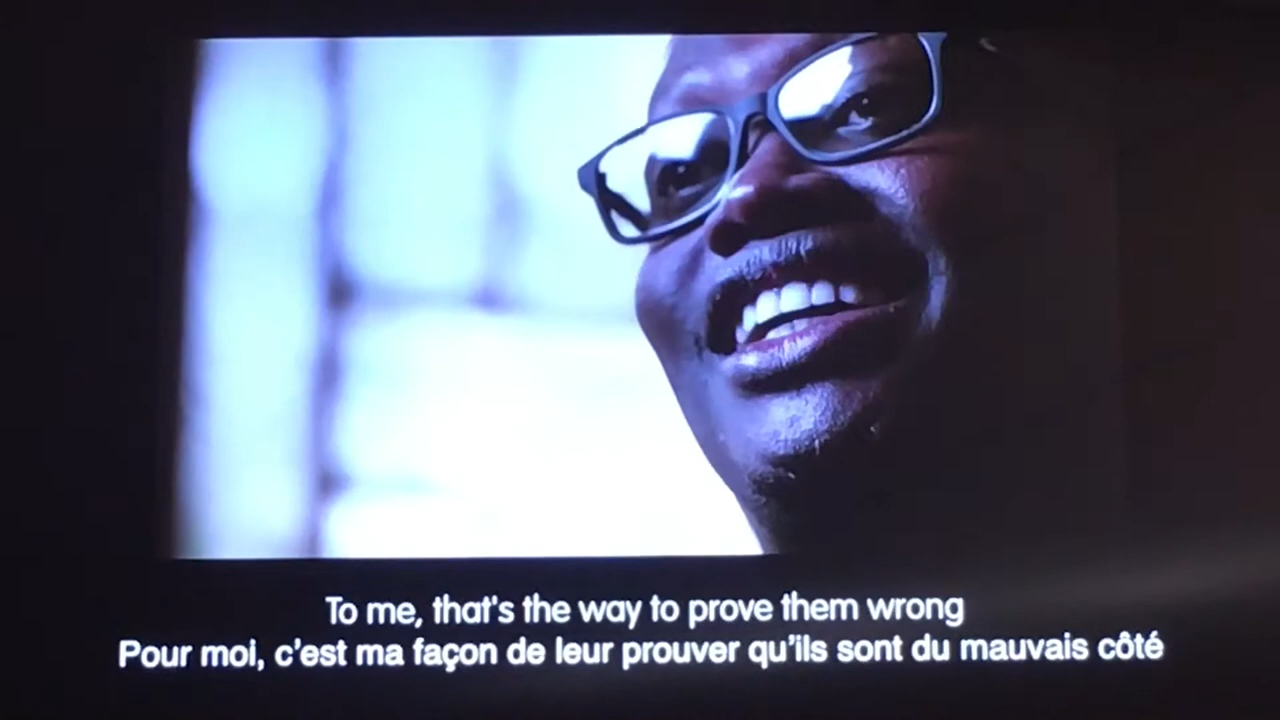 To me, that's the way to prove them wrong
Pour moi, c'est ma façon de leur prouver qu'ils sont du mauvais côté